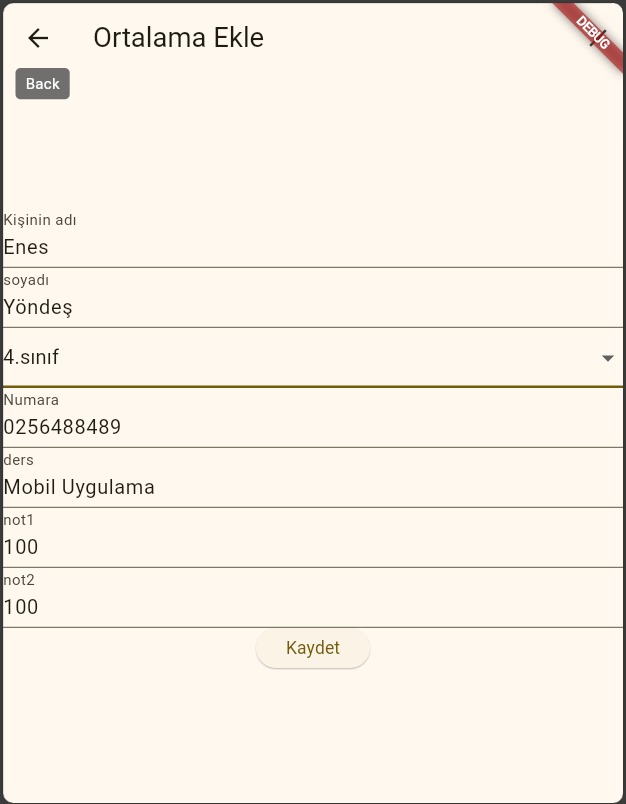 Ortalama Ekle
DEBUG
Back
Kişinin adı
Enes
soyadı
Yöndeş
4.sınıf
Numara
0256488489
ders
Mobil Uygulama
not1
100
not2
100
Kaydet